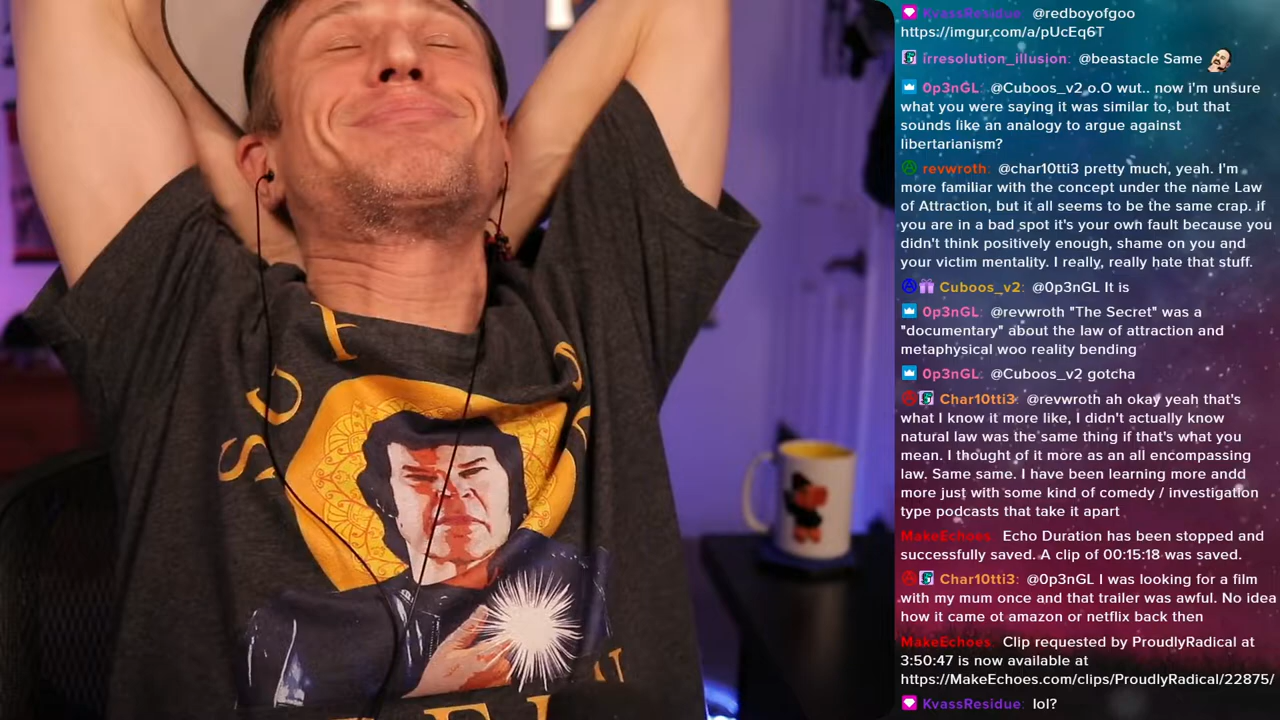 KvassResidue: @redboyofgoo
https://imgur.com/a/pUcEq6T
irresolution_illusion: @beastacle Same
0p3nGL: @Cuboos_v2 o.O wut.. now i'm unsure
what you were saying it was similar to, but that
sounds like an analogy to argue against
libertarianism?
revwroth: @char10tti3 pretty much, yeah. I'm
more familiar with the concept under the name Law
of Attraction, but it all seems to be the same crap. if
you are in a bad spot it's your own fault because you
didn't think positively enough, shame on you and
your victim mentality. I really, really hate that stuff.
Cuboos_v2: @0p3nGL It is
0p3nGL: @revwroth "The Secret" was a
"documentary" about the law of attraction and
metaphysical woo reality bending
0p3nGL: @Cuboos_v2 gotcha
Char10tti3: @revwroth ah okay yeah that's
what I know it more like, I didn't actually know
natural law was the same thing if that's what you
mean. I thought of it more as an all encompassing
law. Same same. I have been learning more andd
more just with some kind of comedy / investigation
type podcasts that take it apart
MakeEchoes: Echo Duration has been stopped and
successfully saved. A clip of 00:15:18 was saved.
Char10tti3: @0p3nGL I was looking for a film
with my mum once and that trailer was awful. No idea
how it came ot amazon or netflix back then
MakeEchoes: Clip requested by ProudlyRadical at
3:50:47 is now available at
https://MakeEchoes.com/clips/ProudlyRadical/22875/
KvassResidue: lol?